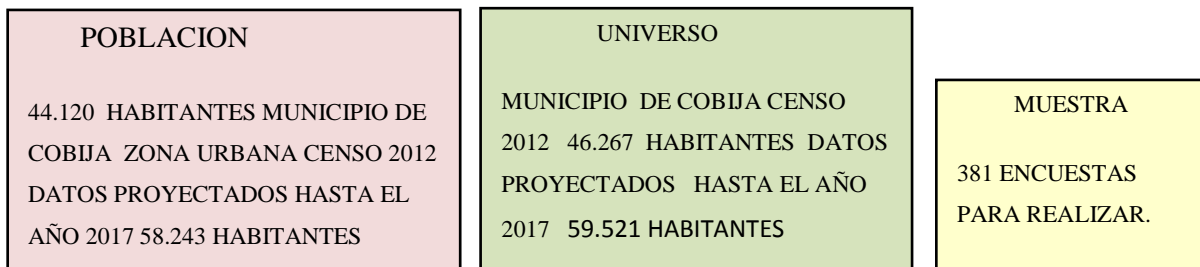 POBLACION
44.120 HABITANTES MUNICIPIO DE
COBIJA ZONA URBANA CENSO 2012
DATOS PROYECTADOS HASTA EL
AÑO 2017 58.243 HABITANTES
UNIVERSO
MUNICIPIO DE COBIJA CENSO
2012 46.267 HABITANTES DATOS
PROYECTADOS HASTA EL AÑO
2017 59.521 HABITANTES
MUESTRA
381 ENCUESTAS
PARA REALIZAR.